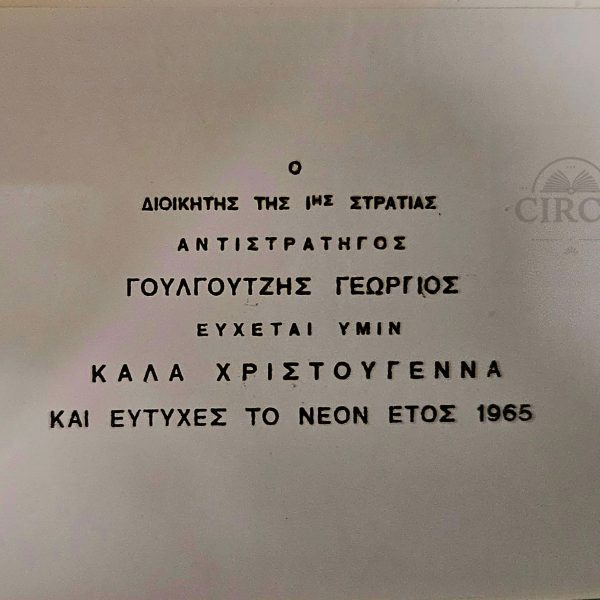 Ο
ΔΙΟΙΚΗΤΗΣ ΤΗΣ Ιης ΣΤΡΑΤΙΑΣ
ΑΝΤΙΣΤΡΑΤΗΓΟΣ
ΓΟΥΛΓΟΥΤΖΗΣ ΓΕΩΡΓΙΟΣ
ΕΥΧΕΤΑΙ ΥΜΙΝ
ΚΑΛΑ ΧΡΙΣΤΟΥΓΕΝΝΑ
ΚΑΙ ΕΥΤΥΧΕΣ ΤΟ ΝΕΟΝ ΕΤΟΣ 1965